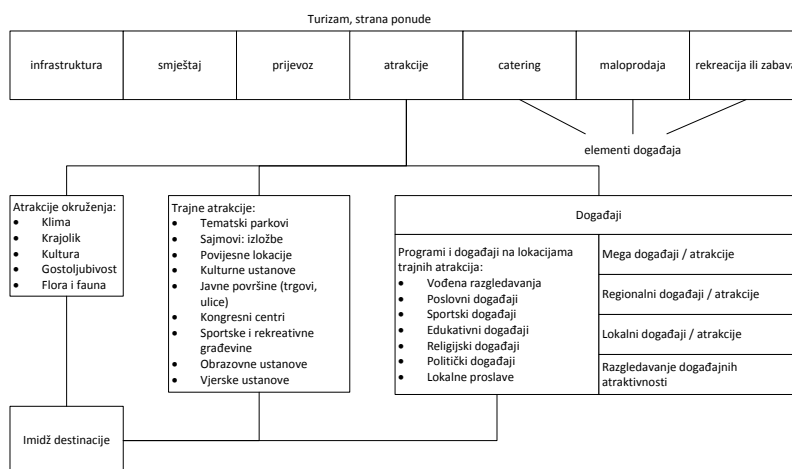 Turizam, strana ponude
infrastruktura
smještaj
prijevoz
atrakcije
catering
maloprodaja
rekreacija ili zabava
elementi događaja
Atrakcije okruženja:
• Klima
• Krajolik
• Kultura
• Gostoljubivost
• Flora i fauna
Trajne atrakcije:
• Tematski parkovi
• Sajmovi: izložbe
• Povijesne lokacije
• Kulturne ustanove
• Javne površine (trgovi,
ulice)
• Kongresni centri
• Sportske i rekreativne
građevine
• Obrazovne ustanove
• Vjerske ustanove
Događaji
Programi i događaji na lokacijama
trajnih atrakcija:
• Vođena razgledavanja
• Poslovni događaji
• Sportski događaji
• Edukativni događaji
• Religijski događaji
• Politički događaji
• Lokalne proslave
Mega događaji / atrakcije
Regionalni događaji / atrakcije
Lokalni događaji / atrakcije
Razgledavanje događajnih
atraktivnosti
Imidž destinacije